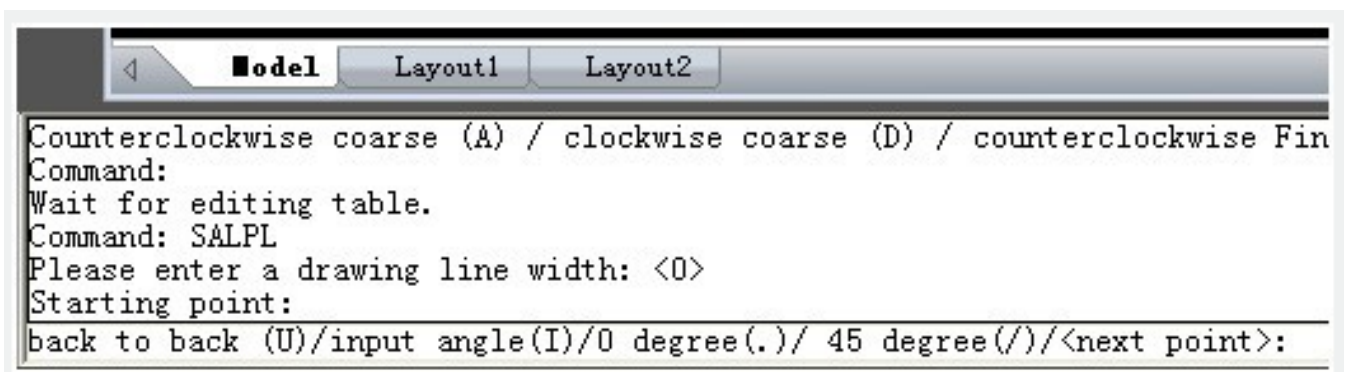 Model Layout1 Layout2
Counterclockwise coarse (A) / clockwise coarse (D) / counterclockwise Fin
Command:
Wait for editing table.
Command: SALPL
Please enter a drawing line width: <0>
Starting point:
back to back (U)/input angle(I)/0 degree(.)/ 45 degree(/)/<next point>: